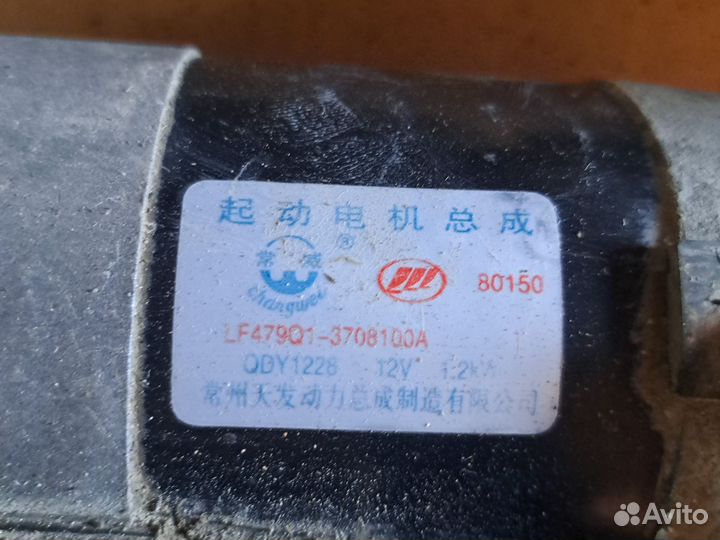 起动电机总成
常威 ®
changwei
80150
LF479Q1-3708100A
QDY1228 12V 1.2kW
常州天发动力总成制造有限公司
Avito